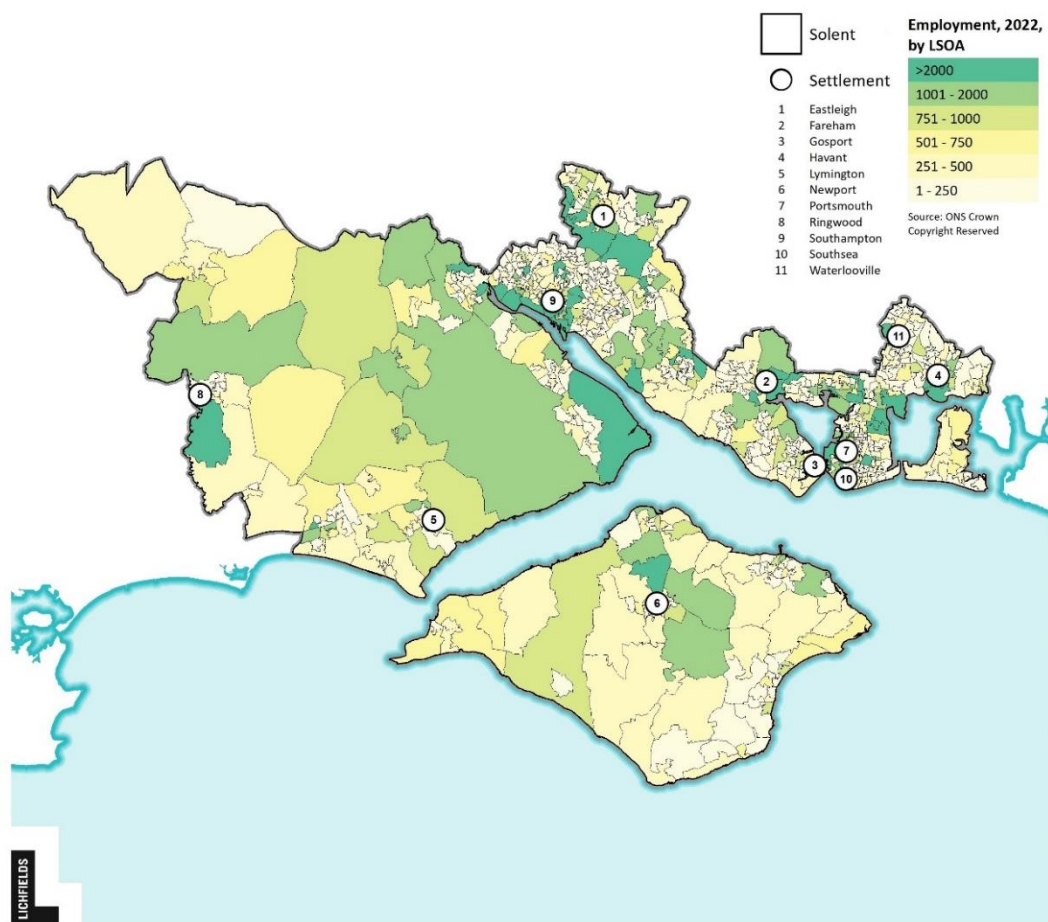 Solent
Settlement
1 Eastleigh
2 Fareham
3 Gosport
4 Havant
5 Lymington
6 Newport
7 Portsmouth
8 Ringwood
9 Southampton
10 Southsea
11 Waterlooville
Employment, 2022,
by LSOA
>2000
1001 - 2000
751 - 1000
501 - 750
251 - 500
1 - 250
Source: ONS Crown
Copyright Reserved
1
9
11
2
4
8
7
3
10
5
6
LICHFIELDS